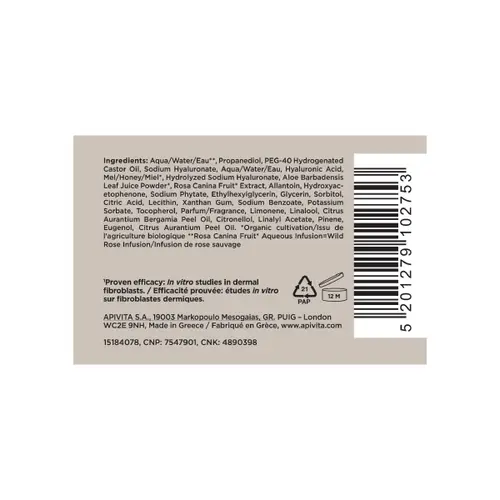 Ingredients: Aqua/Water/Eau**, Propanediol, PEG-40 Hydrogenated
Castor Oil, Sodium Hyaluronate, Aqua/Water/Eau, Hyaluronic Acid,
Mel/Honey/Miel*, Hydrolyzed Sodium Hyaluronate, Aloe Barbadensis
Leaf Juice Powder*, Rosa Canina Fruit* Extract, Allantoin, Hydroxyac-
etophenone, Sodium Phytate, Ethylhexylglycerin, Glycerin, Sorbitol,
Citric Acid, Lecithin, Xanthan Gum, Sodium Benzoate, Potassium
Sorbate, Tocopherol, Parfum/Fragrance, Limonene, Linalool, Citrus
Aurantium Bergamia Peel Oil, Citronellol, Linalyl Acetate, Pinene,
Eugenol, Citrus Aurantium Peel Oil. *Organic cultivation/Issu de
l'agriculture biologique **Rosa Canina Fruit* Aqueous Infusion=Wild
Rose Infusion/Infusion de rose sauvage
¹Proven efficacy: In vitro studies in dermal
fibroblasts. / Efficacité prouvée: études in vitro
sur fibroblastes dermiques.
21
PAP
12 M
APIVITA S.A., 19003 Markopoulo Mesogaias, GR. PUIG – London
WC2E 9NH, Made in Greece / Fabriqué en Grèce, www.apivita.com
15184078, CNP: 7547901, CNK: 4890398
5 201279 102753